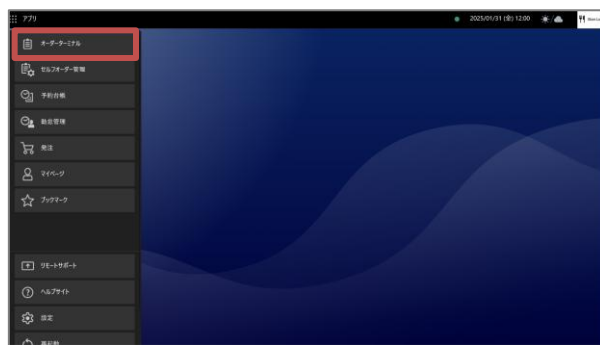 アプリ
2025/01/31 (金) 12:00
オーダーターミナル
セルフオーダー管理
予約台帳
勤怠管理
発注
マイページ
ブックマーク
リモートサポート
ヘルプサイト
設定
再起動